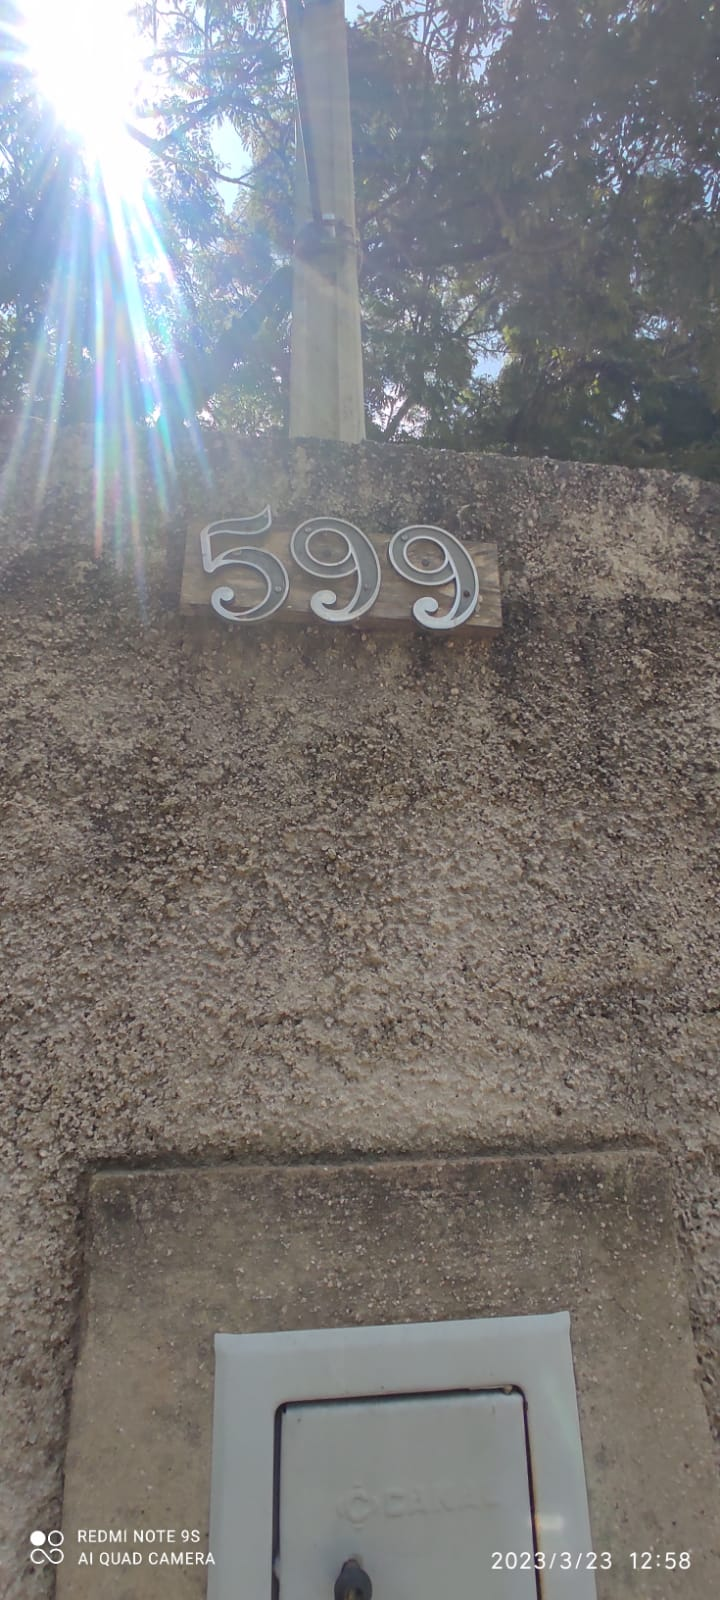 599
REDMI NOTE 9S
AI QUAD CAMERA
2023/3/23 12:58